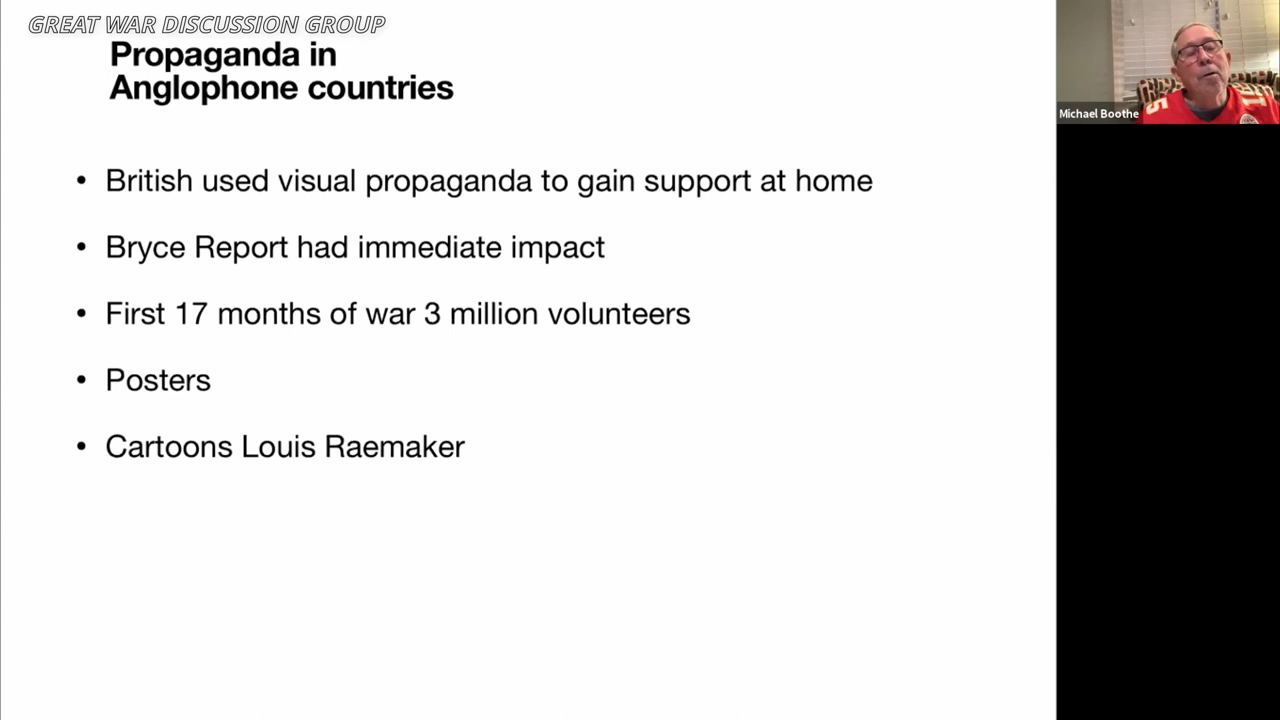 GREAT WAR DISCUSSION GROUP
Propaganda in
Anglophone countries
• British used visual propaganda to gain support at home
• Bryce Report had immediate impact
• First 17 months of war 3 million volunteers
• Posters
• Cartoons Louis Raemaker
Michael Boothe